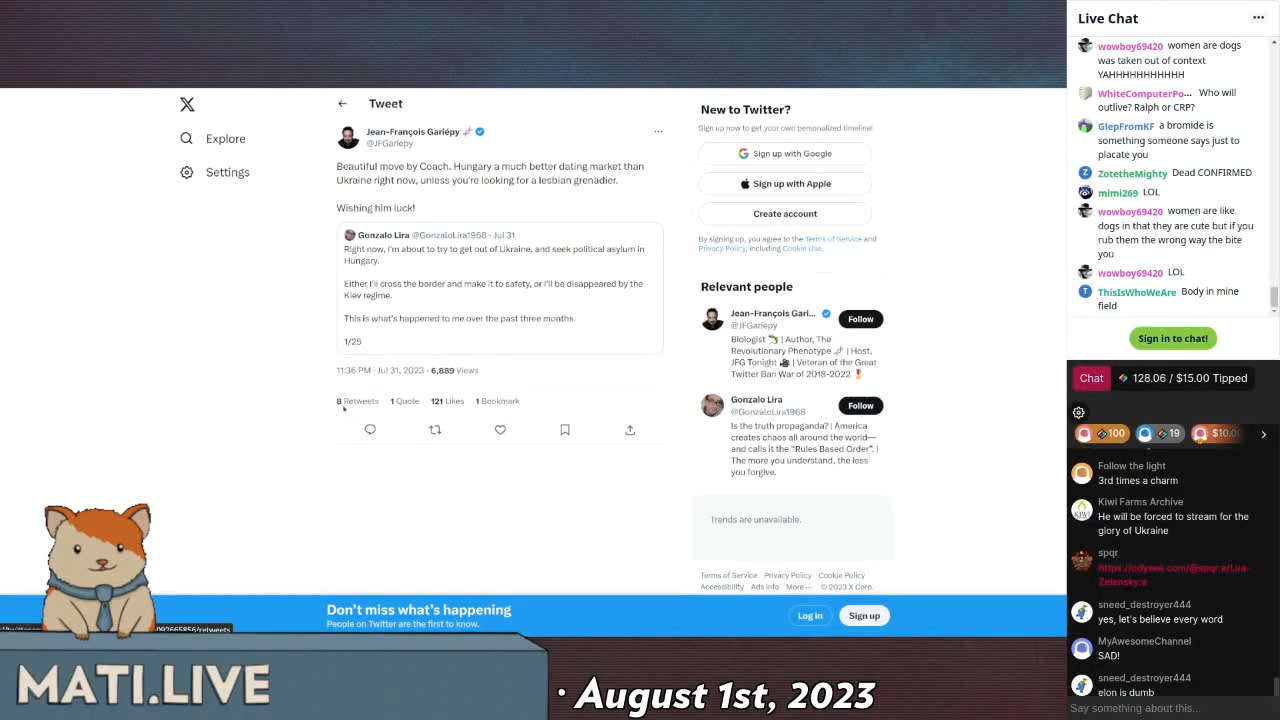 Tweet
Explore
Settings
Jean-François Gariépy
@JFGariepy
Beautiful move by Coach. Hungary a much better dating market than
Ukraine right now, unless you're looking for a lesbian grenadier.
Wishing him luck!
Gonzalo Lira @GonzaloLira1968 · Jul 31
Right now, I'm about to try to get out of Ukraine, and seek political asylum in
Hungary.
Either I'll cross the border and make it to safety, or I'll be disappeared by the
Kiev regime.
This is what's happened to me over the past three months.
1/25
11:36 PM · Jul 31, 2023 · 6,889 Views
8 Retweets 1 Quote 121 Likes 1 Bookmark
New to Twitter?
Sign up now to get your own personalized timeline!
Sign up with Google
Sign up with Apple
Create account
By signing up, you agree to the Terms of Service and
Privacy Policy, including Cookie Use.
Relevant people
Jean-François Gari...
@JFGariepy
Follow
Biologist | Author, The
Revolutionary Phenotype | Host,
JFG Tonight | Veteran of the Great
Twitter Ban War of 2018-2022
Gonzalo Lira
@GonzaloLira1968
Follow
Is the truth propaganda? | America
creates chaos all around the world—
and calls it the “Rules Based Order”. |
The more you understand, the less
you forgive.
Trends are unavailable.
Terms of Service Privacy Policy Cookie Policy
Accessibility Ads info More ··· © 2023 X Corp.
Don't miss what's happening
People on Twitter are the first to know.
Log in
Sign up
092665856/retweets
MATI.LIVE
· August 1st, 2023
Live Chat
wowboy69420 women are dogs
was taken out of context
YAHHHHHHHHHHH
WhiteComputerPo... Who will
outlive? Ralph or CRP?
GlepFromKF a bromide is
something someone says just to
placate you
ZotetheMighty Dead CONFIRMED
mimi269 LOL
wowboy69420 women are like
dogs in that they are cute but if you
rub them the wrong way the bite
you
wowboy69420 LOL
ThisIsWhoWeAre Body in mine
field
Sign in to chat!
Chat 128.06 / $15.00 Tipped
100 19 $10.00
Follow the light
3rd times a charm
Kiwi Farms Archive
He will be forced to stream for the
glory of Ukraine
spqr
sneed_destroyer444
yes, let's believe every word
MyAwesomeChannel
SAD!
sneed_destroyer444
elon is dumb
Say something about this...